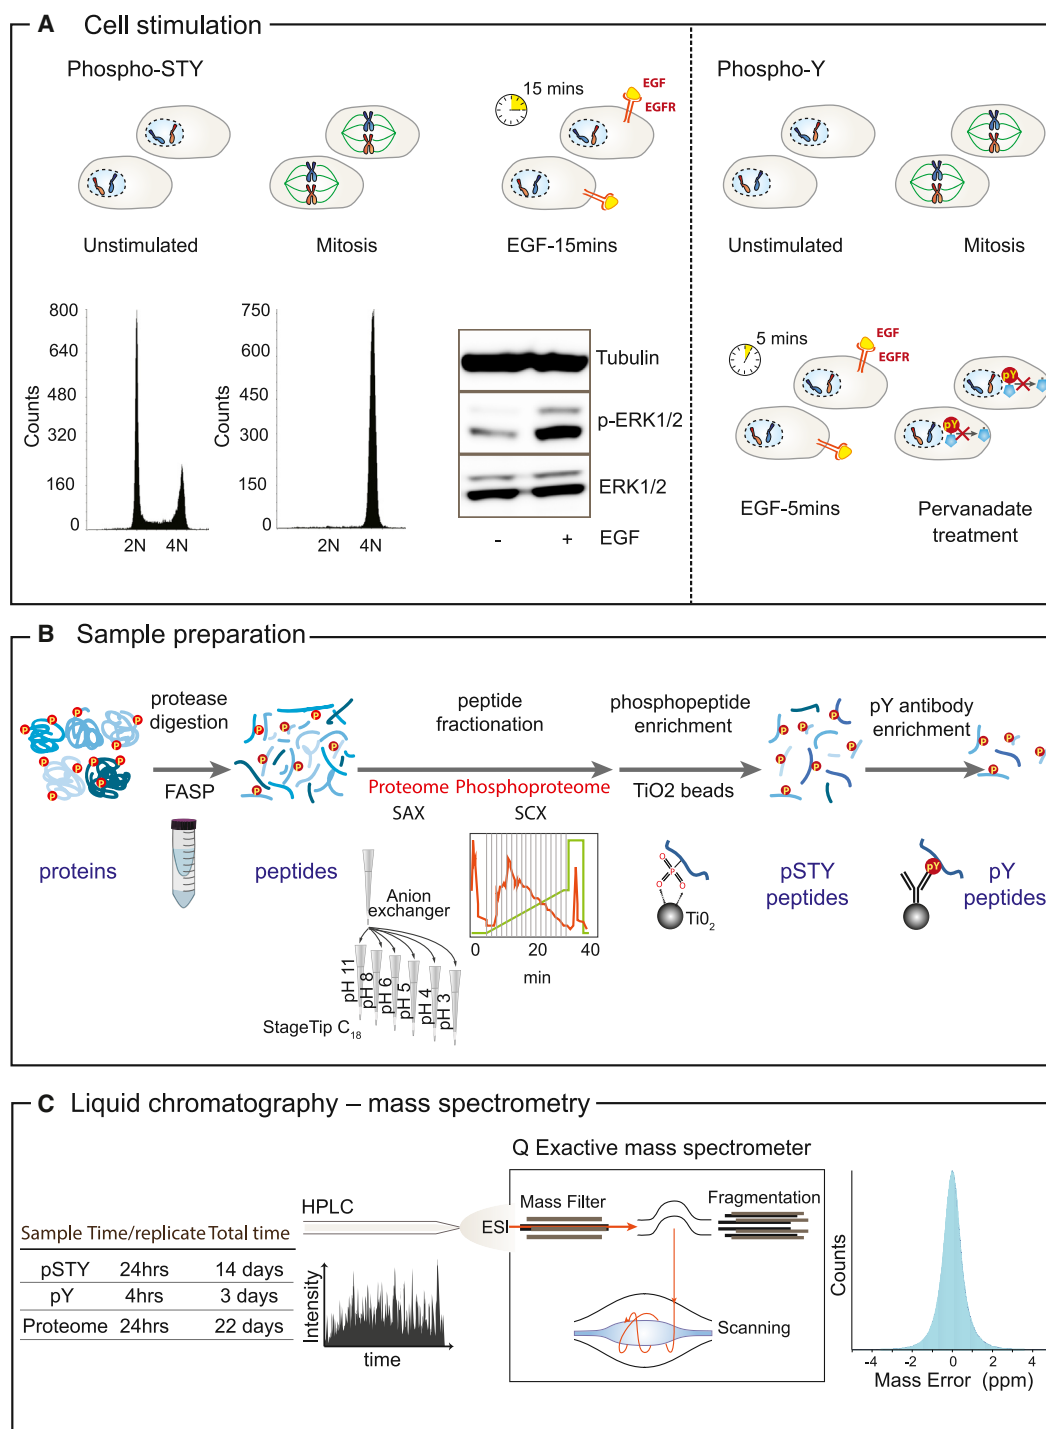 A Cell stimulation
Phospho-STY
15 mins
EGF
EGFR
Unstimulated
Mitosis
EGF-15mins
Phospho-Y
Unstimulated
Mitosis
800
640
480
320
160
0
Counts
2N 4N
750
600
450
300
150
0
Counts
2N 4N
Tubulin
p-ERK1/2
ERK1/2
- + EGF
5 mins
EGF
EGFR
pY
pY
EGF-5mins
Pervanadate
treatment
B Sample preparation
P P P P P P P P P P
protease
digestion
FASP
proteins
P P P P P P
peptides
peptide
fractionation
Proteome Phosphoproteome
SAX SCX
Anion
exchanger
pH 11
pH 8
pH 6
pH 5
pH 4
pH 3
StageTip C18
0 20 40
min
phosphopeptide
enrichment
TiO2 beads
O
O P O
O
Ti02
P P P P P P
pSTY
peptides
pY antibody
enrichment
pY
P P P
pY
peptides
C Liquid chromatography – mass spectrometry
Sample Time/replicate Total time
pSTY 24hrs 14 days
pY 4hrs 3 days
Proteome 24hrs 22 days
HPLC
Intensity
time
Q Exactive mass spectrometer
ESI
Mass Filter
Fragmentation
Scanning
Counts
-4 -2 0 2 4
Mass Error (ppm)